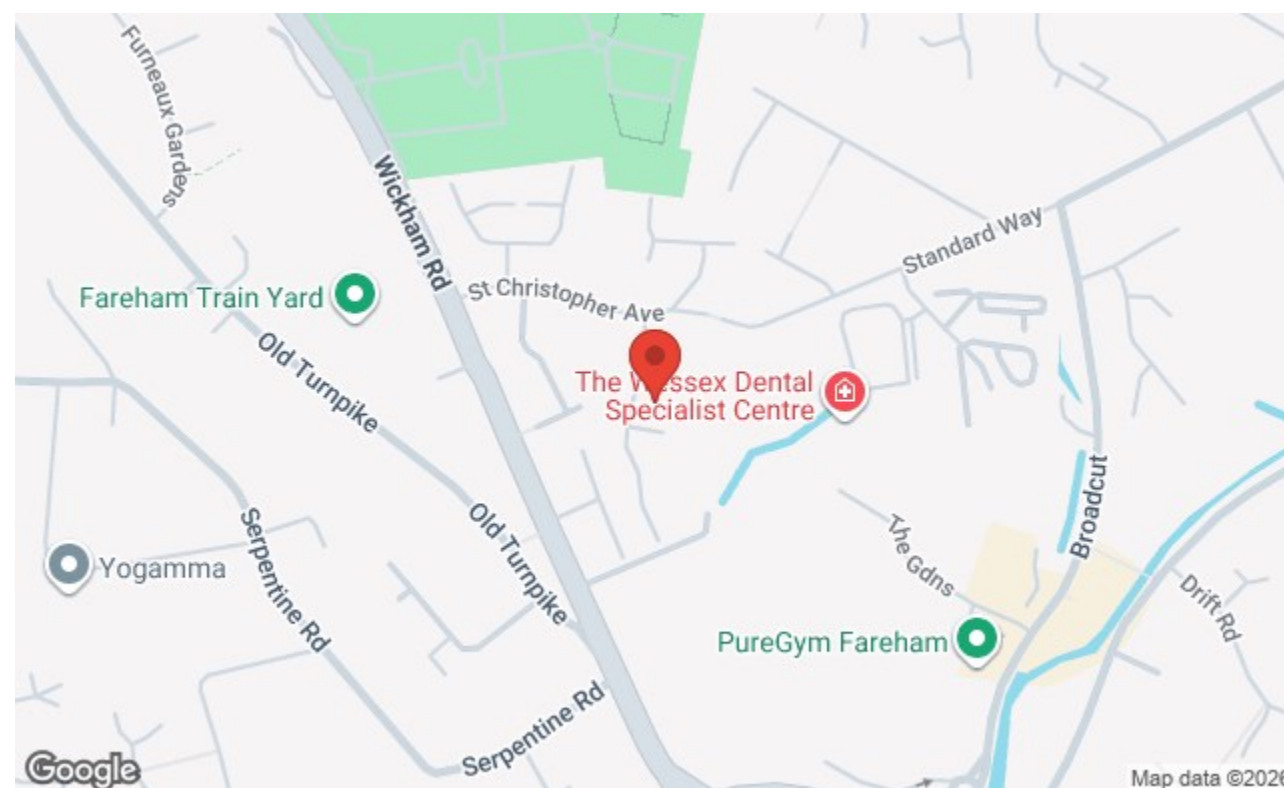 Furneaux Gardens
Wickham Rd
Standard Way
St Christopher Ave
Fareham Train Yard
Old Turnpike
The Wessex Dental
Specialist Centre
Broadcut
Serpentine Rd
Old Turnpike
The Gdns
Yogamma
Drift Rd
PureGym Fareham
Serpentine Rd
Google
Map data ©2026